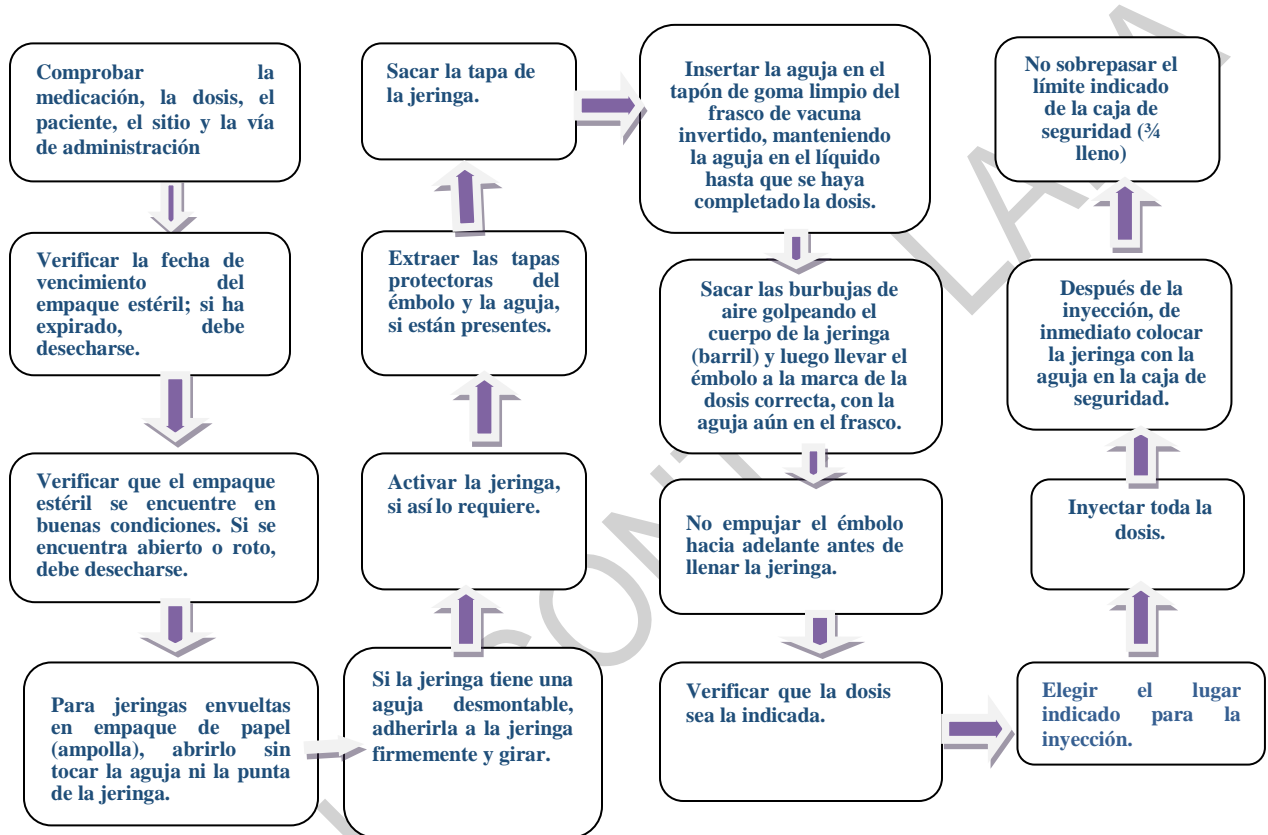 Comprobar la
medicación, la dosis, el
paciente, el sitio y la vía
de administración
Verificar la fecha de
vencimiento del
empaque estéril; si ha
expirado, debe
desecharse.
Verificar que el empaque
estéril se encuentre en
buenas condiciones. Si se
encuentra abierto o roto,
debe desecharse.
Para jeringas envueltas
en empaque de papel
(ampolla), abrirlo sin
tocar la aguja ni la punta
de la jeringa.
Si la jeringa tiene una
aguja desmontable,
adherirla a la jeringa
firmemente y girar.
Activar la jeringa,
si así lo requiere.
Extraer las tapas
protectoras del
émbolo y la aguja,
si están presentes.
Sacar la tapa de
la jeringa.
Insertar la aguja en el
tapón de goma limpio del
frasco de vacuna
invertido, manteniendo
la aguja en el líquido
hasta que se haya
completado la dosis.
Sacar las burbujas de
aire golpeando el
cuerpo de la jeringa
(barril) y luego llevar el
émbolo a la marca de la
dosis correcta, con la
aguja aún en el frasco.
No empujar el émbolo
hacia adelante antes de
llenar la jeringa.
Verificar que la dosis
sea la indicada.
Elegir el lugar
indicado para la
inyección.
Inyectar toda la
dosis.
Después de la
inyección, de
inmediato colocar
la jeringa con la
aguja en la caja de
seguridad.
No sobrepasar el
límite indicado
de la caja de
seguridad (¾
lleno)